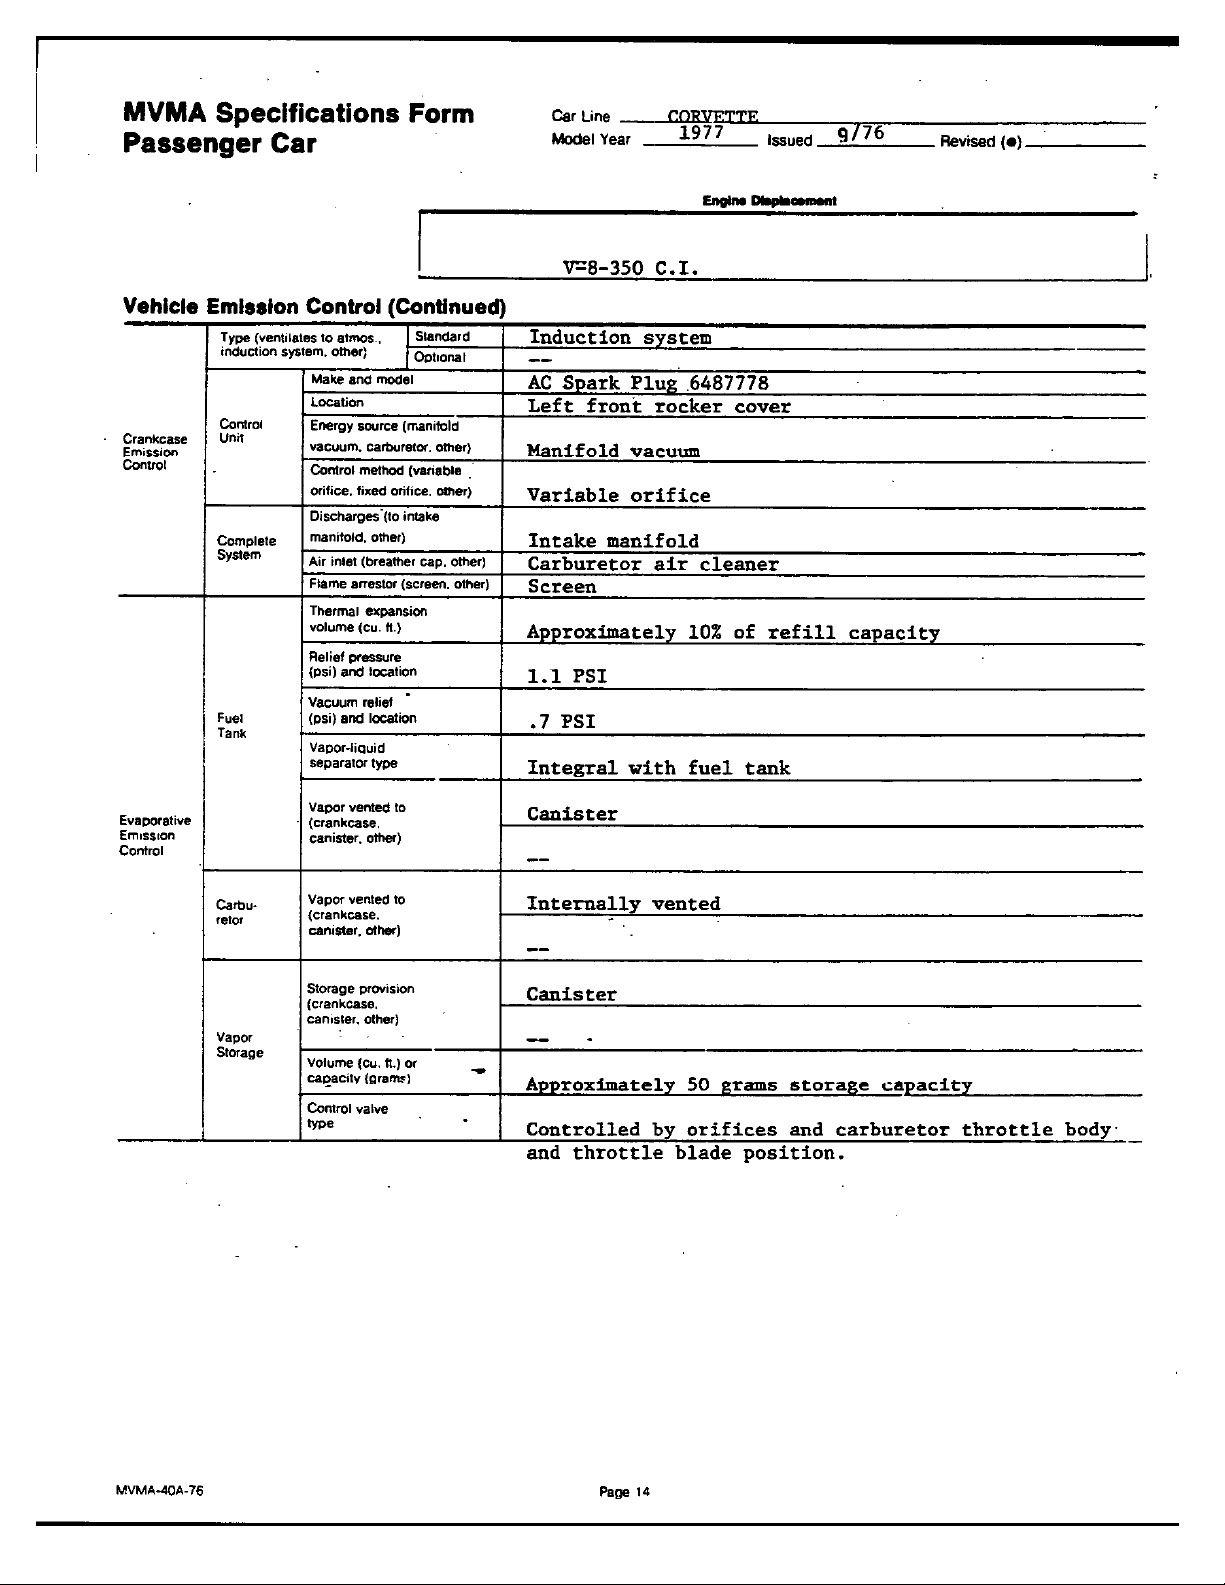 MVMA Specifications Form
Passenger Car
Car Line CORVETTE
Model Year 1977 Issued 9/76 Revised (●)
Engine Displacement
V=8-350 C.I.
Vehicle Emission Control (Continued)
Crankcase
Emission
Control
Type (ventilates to atmos.,
induction system, other)
Standard
Induction system
Optional
--
Control
Unit
Make and model
AC Spark Plug 6487778
Location
Left front rocker cover
Energy source (manifold
vacuum, carburetor, other)
Manifold vacuum
Control method (variable
orifice, fixed orifice, other)
Variable orifice
Complete
System
Discharges (to intake
manifold, other)
Intake manifold
Air inlet (breather cap, other)
Carburetor air cleaner
Flame arrestor (screen, other)
Screen
Evaporative
Emission
Control
Fuel
Tank
Thermal expansion
volume (cu. ft.)
Approximately 10% of refill capacity
Relief pressure
(psi) and location
1.1 PSI
Vacuum relief
(psi) and location
.7 PSI
Vapor-liquid
separator type
Integral with fuel tank
Vapor vented to
(crankcase,
canister, other)
Canister
--
Carbu-
retor
Vapor vented to
(crankcase,
canister, other)
Internally vented
--
Vapor
Storage
Storage provision
(crankcase,
canister, other)
Canister
--
Volume (cu. ft.) or
capacity (grams)
Approximately 50 grams storage capacity
Control valve
type
Controlled by orifices and carburetor throttle body
and throttle blade position.
MVMA-40A-76
Page 14